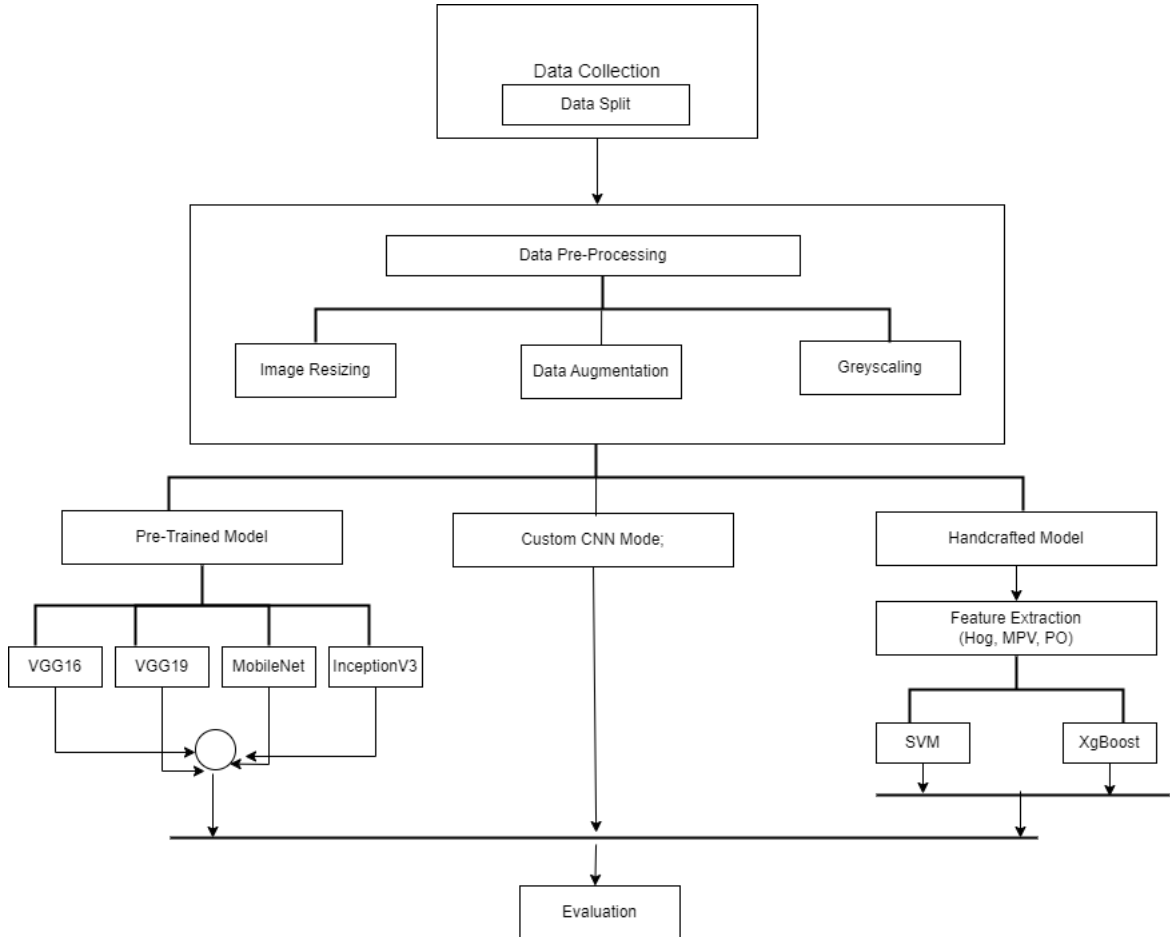 Data Collection
Data Split
Data Pre-Processing
Image Resizing
Data Augmentation
Greyscaling
Pre-Trained Model
Custom CNN Mode;
Handcrafted Model
Feature Extraction
(Hog, MPV, PO)
VGG16
VGG19
MobileNet
InceptionV3
SVM
XgBoost
Evaluation